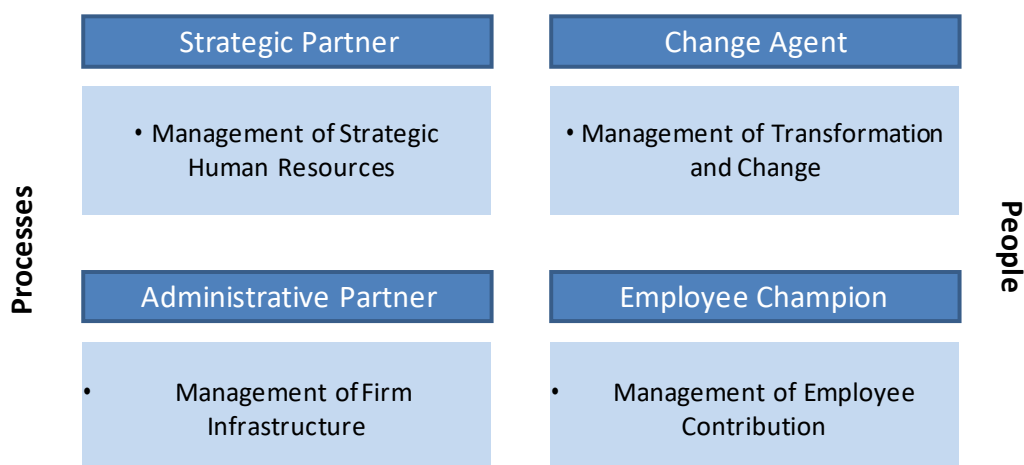 Strategic Partner
• Management of Strategic
Human Resources
Change Agent
• Management of Transformation
and Change
Processes
People
Administrative Partner
• Management of Firm
Infrastructure
Employee Champion
• Management of Employee
Contribution